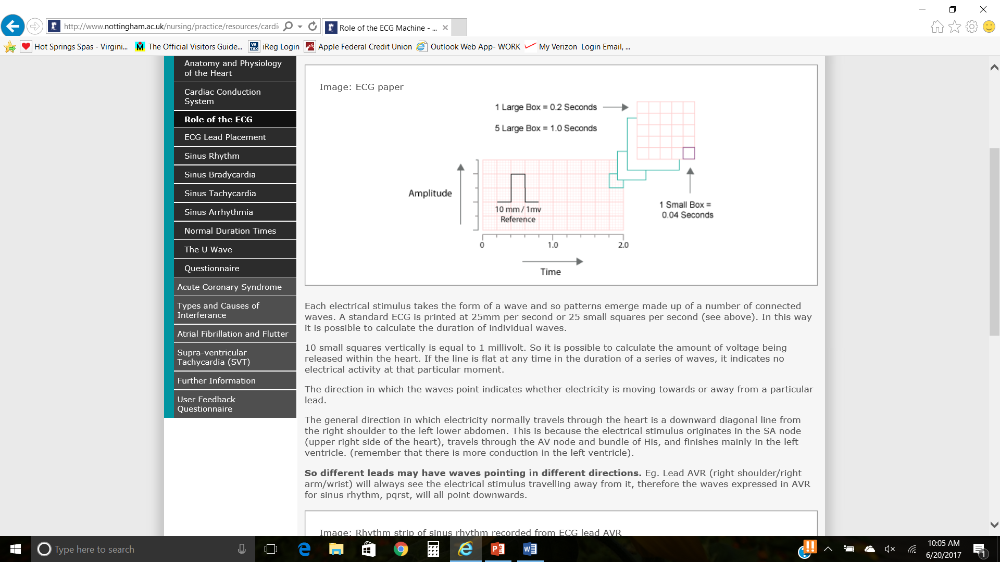 http://www.nottingham.ac.uk/nursing/practice/resources/cardi
Role of the ECG Machine - ...
Hot Springs Spas - Virgini...
The Official Visitors Guide...
VA
TAX
iReg Login
Apple Federal Credit Union
Outlook Web App- WORK
My Verizon Login Email, ...
Anatomy and Physiology
of the Heart
Cardiac Conduction
System
Role of the ECG
ECG Lead Placement
Sinus Rhythm
Sinus Bradycardia
Sinus Tachycardia
Sinus Arrhythmia
Normal Duration Times
The U Wave
Questionnaire
Acute Coronary Syndrome
Types and Causes of
Interferance
Atrial Fibrillation and Flutter
Supra-ventricular
Tachycardia (SVT)
Further Information
User Feedback
Questionnaire
Image: ECG paper
1 Large Box = 0.2 Seconds
5 Large Box = 1.0 Seconds
Amplitude
10 mm / 1mv
Reference
1 Small Box =
0.04 Seconds
0 1.0 2.0
Time
Each electrical stimulus takes the form of a wave and so patterns emerge made up of a number of connected
waves. A standard ECG is printed at 25mm per second or 25 small squares per second (see above). In this way
it is possible to calculate the duration of individual waves.
10 small squares vertically is equal to 1 millivolt. So it is possible to calculate the amount of voltage being
released within the heart. If the line is flat at any time in the duration of a series of waves, it indicates no
electrical activity at that particular moment.
The direction in which the waves point indicates whether electricity is moving towards or away from a particular
lead.
The general direction in which electricity normally travels through the heart is a downward diagonal line from
the right shoulder to the left lower abdomen. This is because the electrical stimulus originates in the SA node
(upper right side of the heart), travels through the AV node and bundle of His, and finishes mainly in the left
ventricle. (remember that there is more conduction in the left ventricle).
So different leads may have waves pointing in different directions. Eg. Lead AVR (right shoulder/right
arm/wrist) will always see the electrical stimulus travelling away from it, therefore the waves expressed in AVR
for sinus rhythm, pqrst, will all point downwards.
Image: Rhythm strip of sinus rhythm recorded from ECG lead AVR
Type here to search
10:05 AM
6/20/2017
1